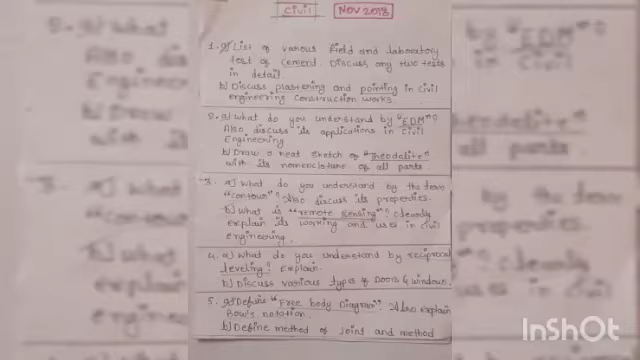 Civil NOV 2018
1. a) List of various Field and laboratory
test of cement. Discuss any two tests
in detail.
b) Discuss plastering and pointing in civil
engineering construction works.
2. a) What do you understand by "EDM"?
Also discuss its applications in Civil
Engineering
b) Draw a neat sketch of "Theodolite"
with its nomenclature of all parts
3. a) What do you understand by the term
"contour"? Also discuss its properties.
b) What is "remote sensing"? Clearly
explain its working and uses in civil
engineering.
4. a) What do you understand by reciprocal
leveling? Explain.
b) Discuss various types of Doors & windows.
5. a) Define "Free body Diagram". Also explain
Bow's notation.
b) Define method of joint and method
InShOt